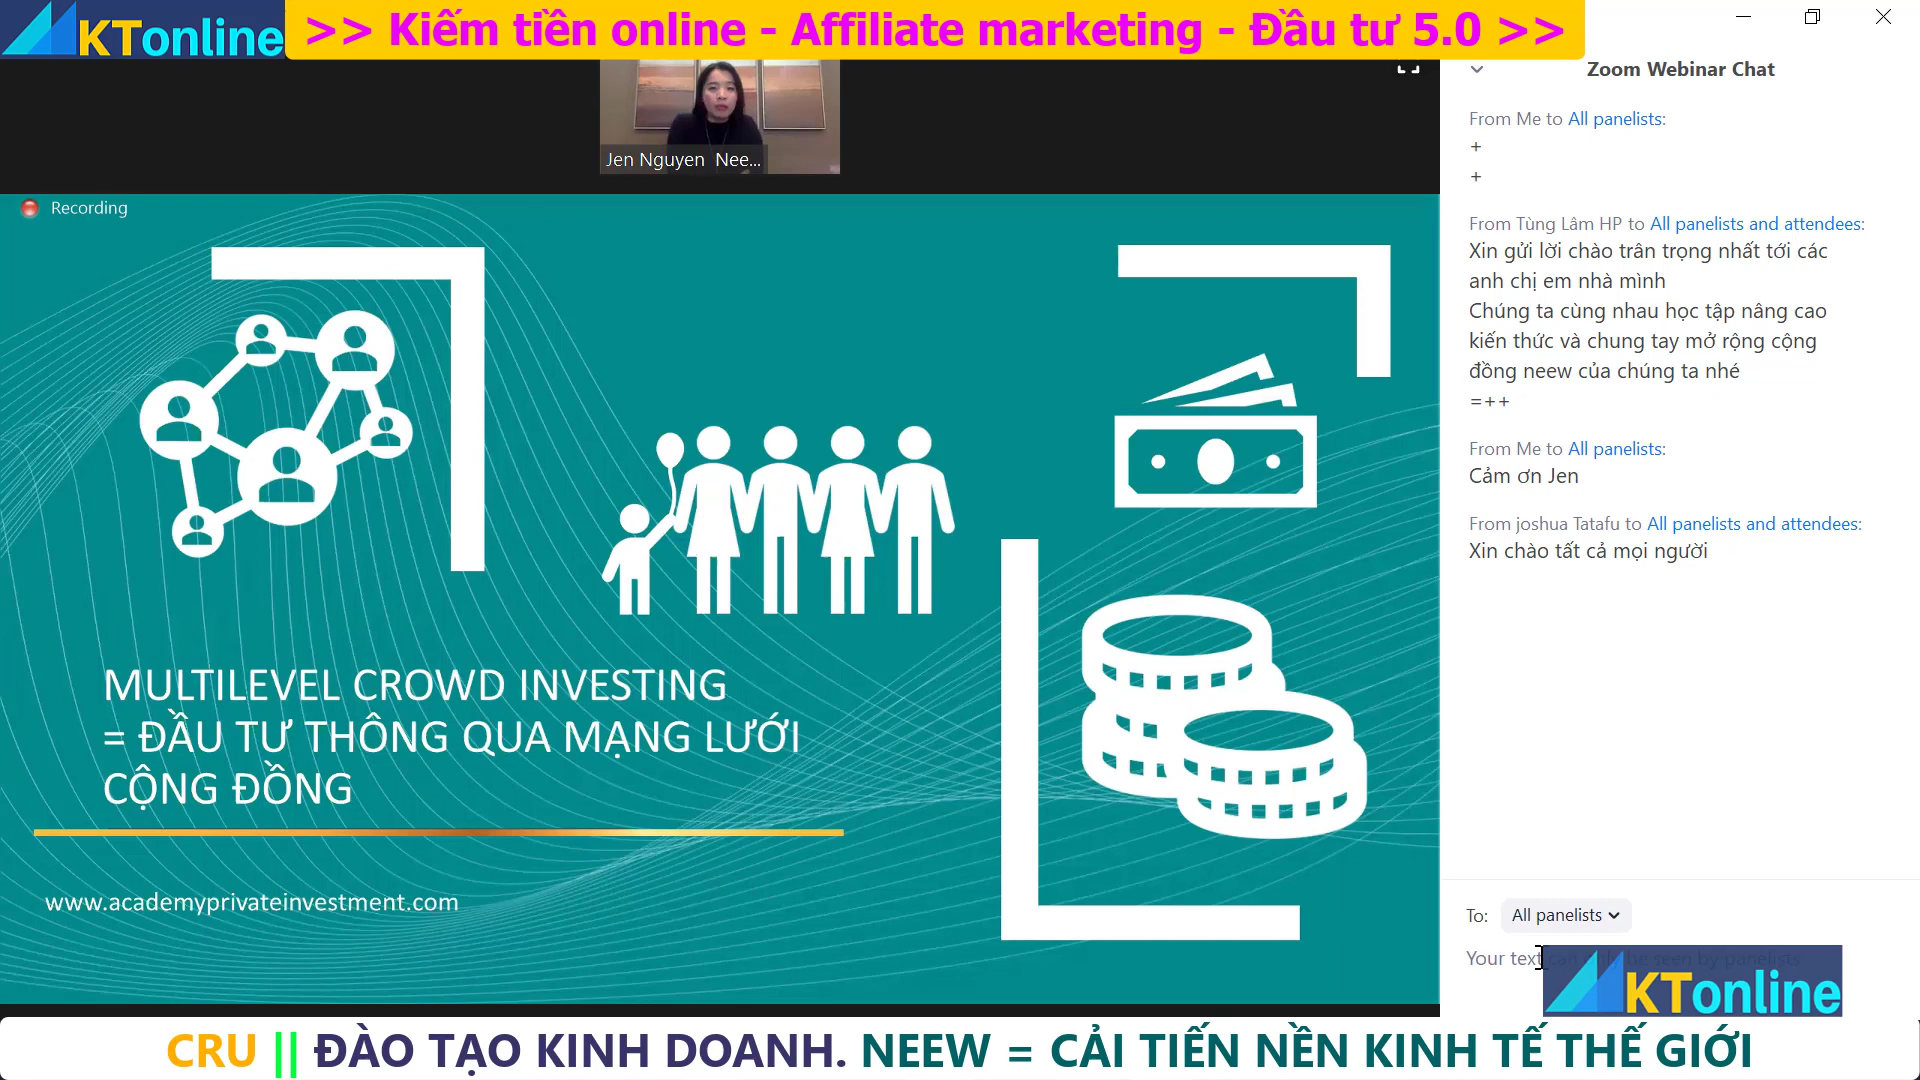 KTonline
>> Kiếm tiền online - Affiliate marketing - Đầu tư 5.0 >>
Jen Nguyen Nee...
Recording
MULTILEVEL CROWD INVESTING
= ĐẦU TƯ THÔNG QUA MẠNG LƯỚI
CỘNG ĐỒNG
www.academyprivateinvestment.com
Zoom Webinar Chat
From Me to All panelists:
+
+
From Tùng Lâm HP to All panelists and attendees:
Xin gửi lời chào trân trọng nhất tới các
anh chị em nhà mình
Chúng ta cùng nhau học tập nâng cao
kiến thức và chung tay mở rộng cộng
đồng neew của chúng ta nhé
=++
From Me to All panelists:
Cảm ơn Jen
From joshua Tatafu to All panelists and attendees:
Xin chào tất cả mọi người
To: All panelists
Your text can only be seen by panelists
KTonline
CRU || ĐÀO TẠO KINH DOANH. NEEW = CẢI TIẾN NỀN KINH TẾ THẾ GIỚI